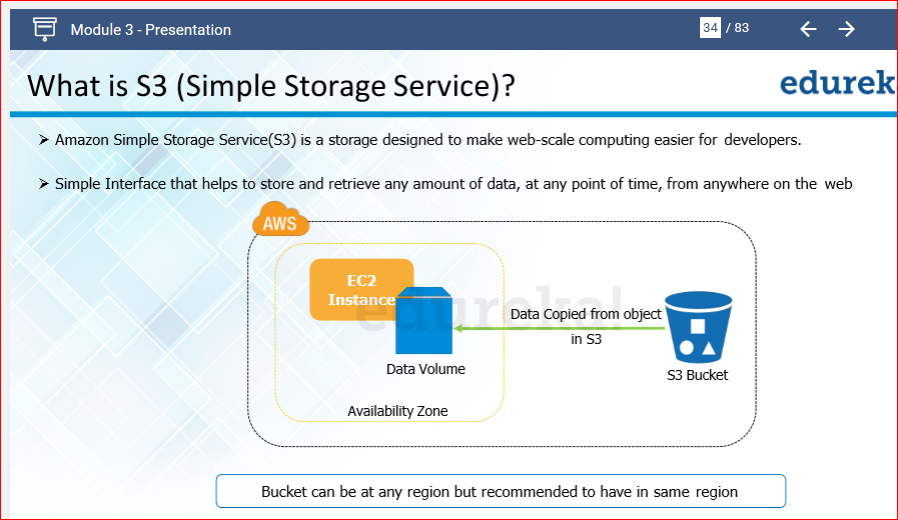 Module 3 - Presentation
34 / 83
What is S3 (Simple Storage Service)?
edurek
➤ Amazon Simple Storage Service(S3) is a storage designed to make web-scale computing easier for developers.
➤ Simple Interface that helps to store and retrieve any amount of data, at any point of time, from anywhere on the web
AWS
EC2
Instance
edureka!
Data Copied from object
in S3
Data Volume
S3 Bucket
Availability Zone
Bucket can be at any region but recommended to have in same region